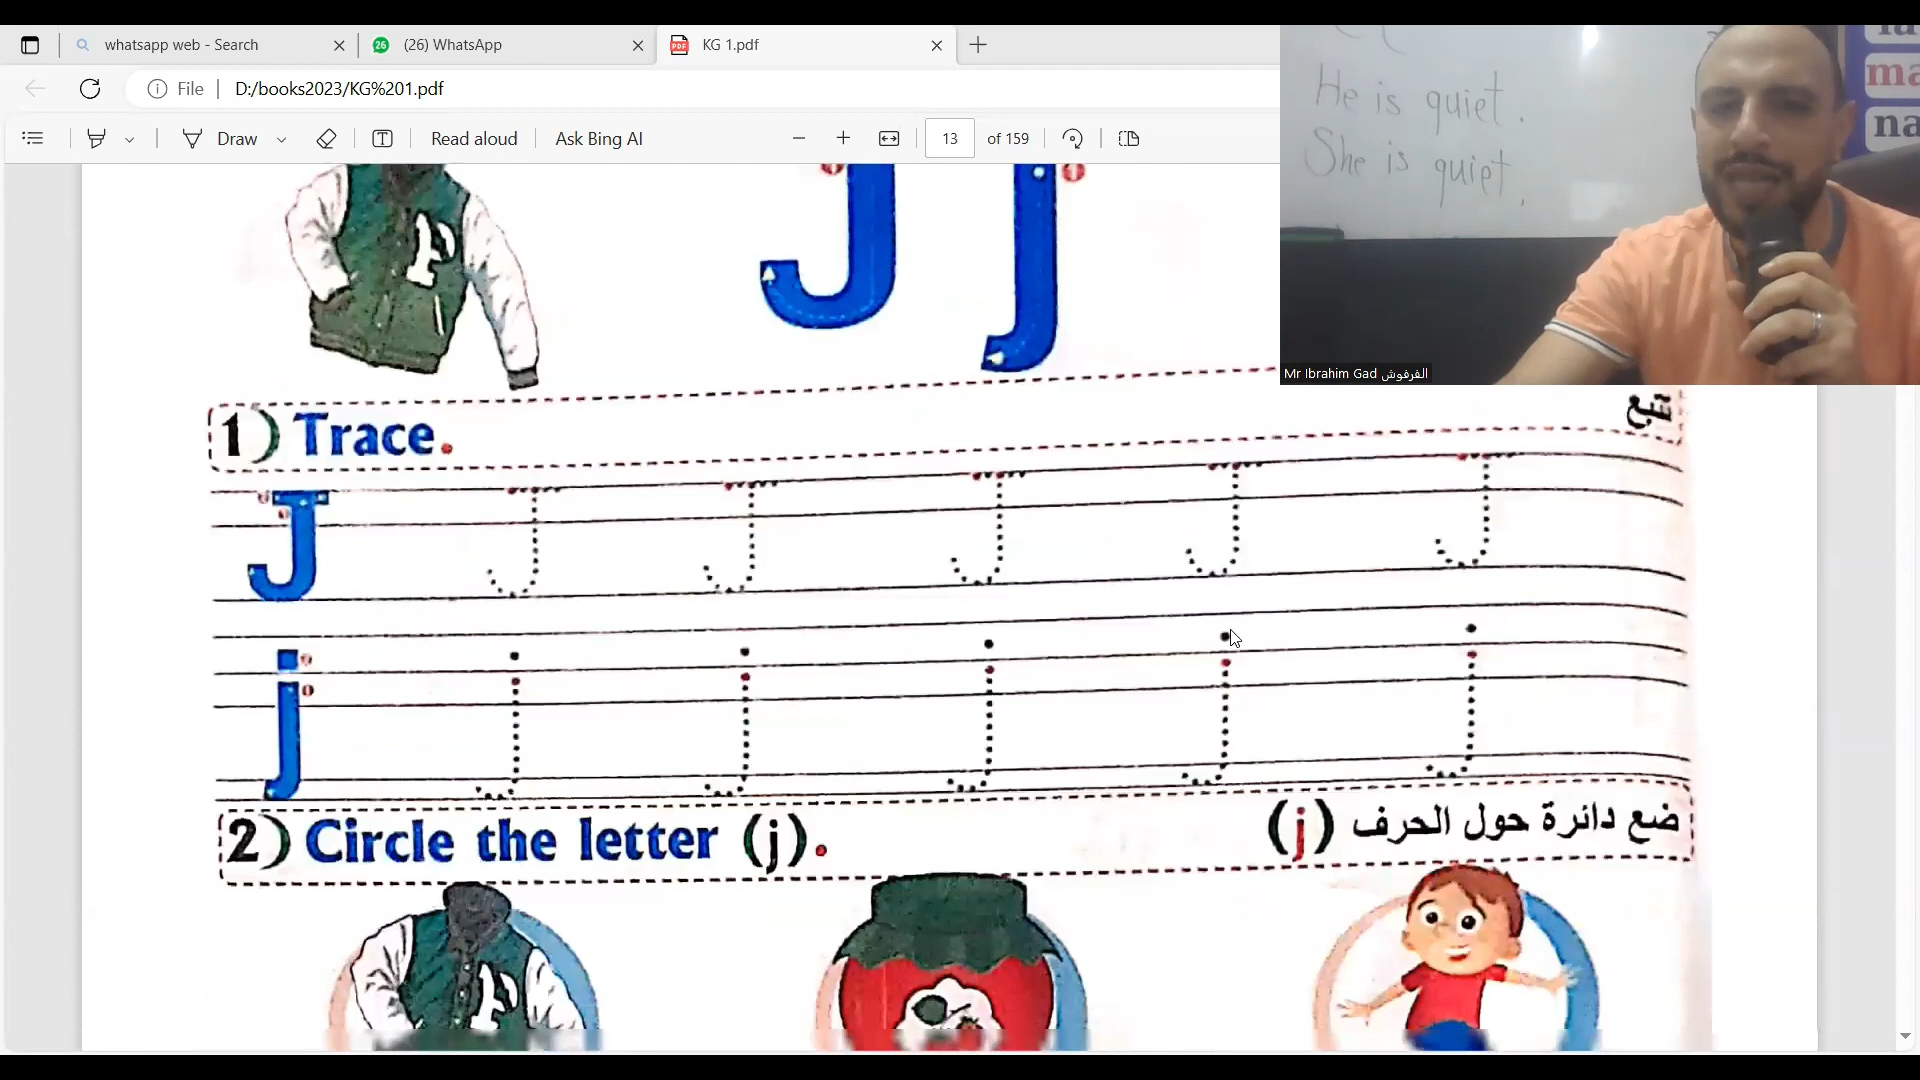 whatsapp web - Search
(26) WhatsApp
KG 1.pdf
File
D:/books2023/KG%201.pdf
Draw
Read aloud
Ask Bing AI
13 of 159
He is quiet.
She is quiet.
ma
na
Mr Ibrahim Gad الفرفوش
P
J j
1) Trace.
تتبع
J J J J J J
j j j j j j
2) Circle the letter (j).
ضع دائرة حول الحرف (j)
P